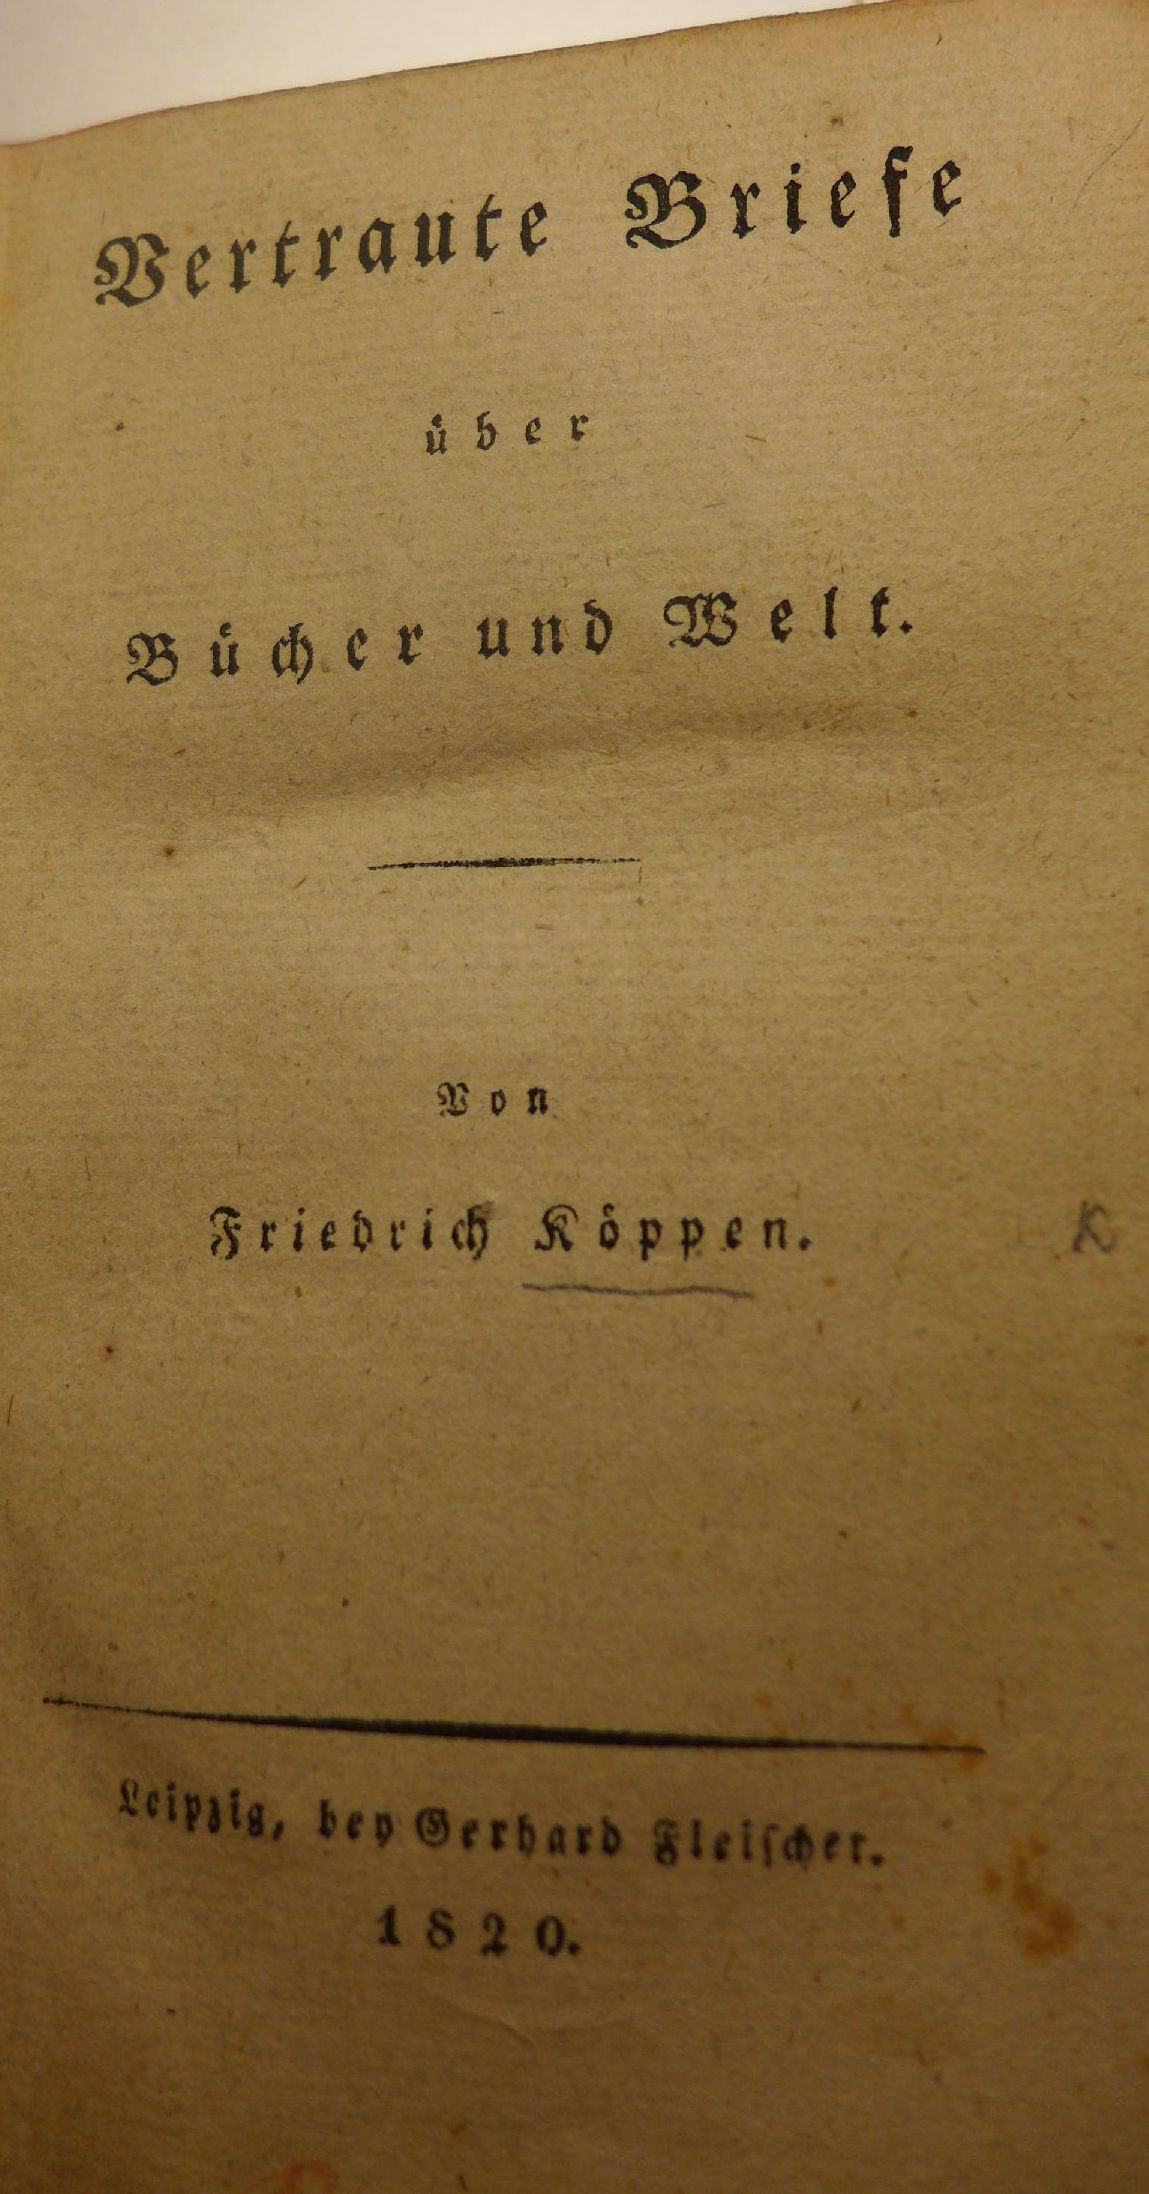 Vertraute Briefe
über
Bücher und Welt.
Von
Friedrich Köppen.
K
Leipzig, bey Gerhard Fleiſcher.
1820.